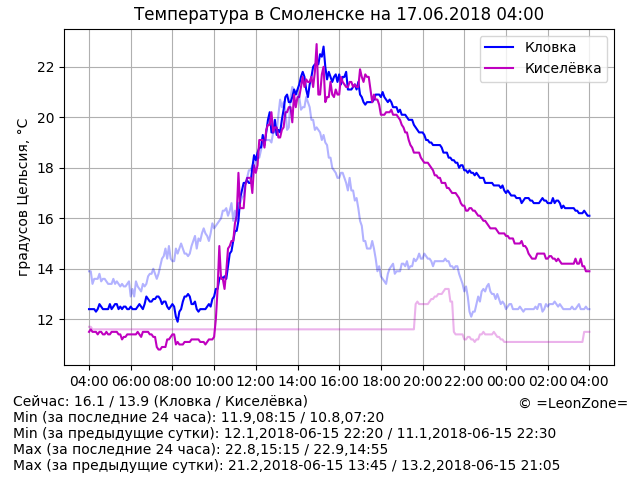 Температура в Смоленске на 17.06.2018 04:00
Кловка
Киселёвка
градусов Цельсия, °C
22
20
18
16
14
12
04:00 06:00 08:00 10:00 12:00 14:00 16:00 18:00 20:00 22:00 00:00 02:00 04:00
Сейчас: 16.1 / 13.9 (Кловка / Киселёвка)
© =LeonZone=
Min (за последние 24 часа): 11.9,08:15 / 10.8,07:20
Min (за предыдущие сутки): 12.1,2018-06-15 22:20 / 11.1,2018-06-15 22:30
Max (за последние 24 часа): 22.8,15:15 / 22.9,14:55
Max (за предыдущие сутки): 21.2,2018-06-15 13:45 / 13.2,2018-06-15 21:05